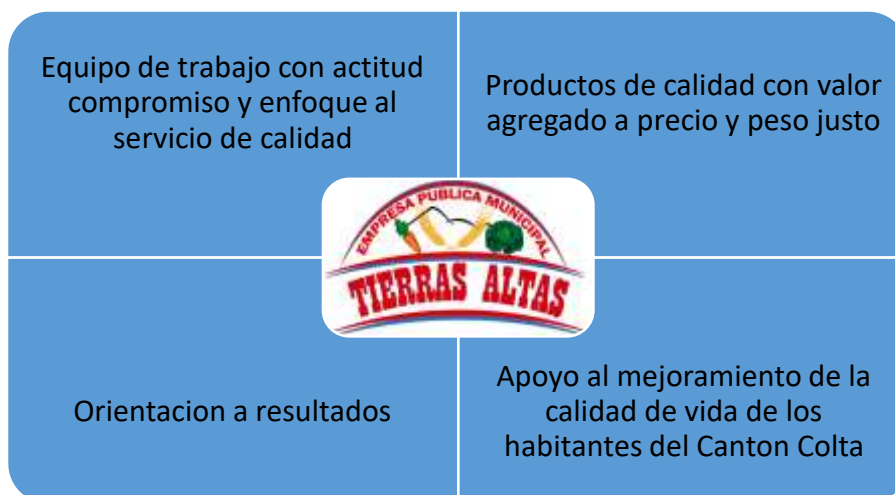 Equipo de trabajo con actitud
compromiso y enfoque al
servicio de calidad
Productos de calidad con valor
agregado a precio y peso justo
EMPRESA PUBLICA MUNICIPAL
TIERRAS ALTAS
Orientacion a resultados
Apoyo al mejoramiento de la
calidad de vida de los
habitantes del Canton Colta